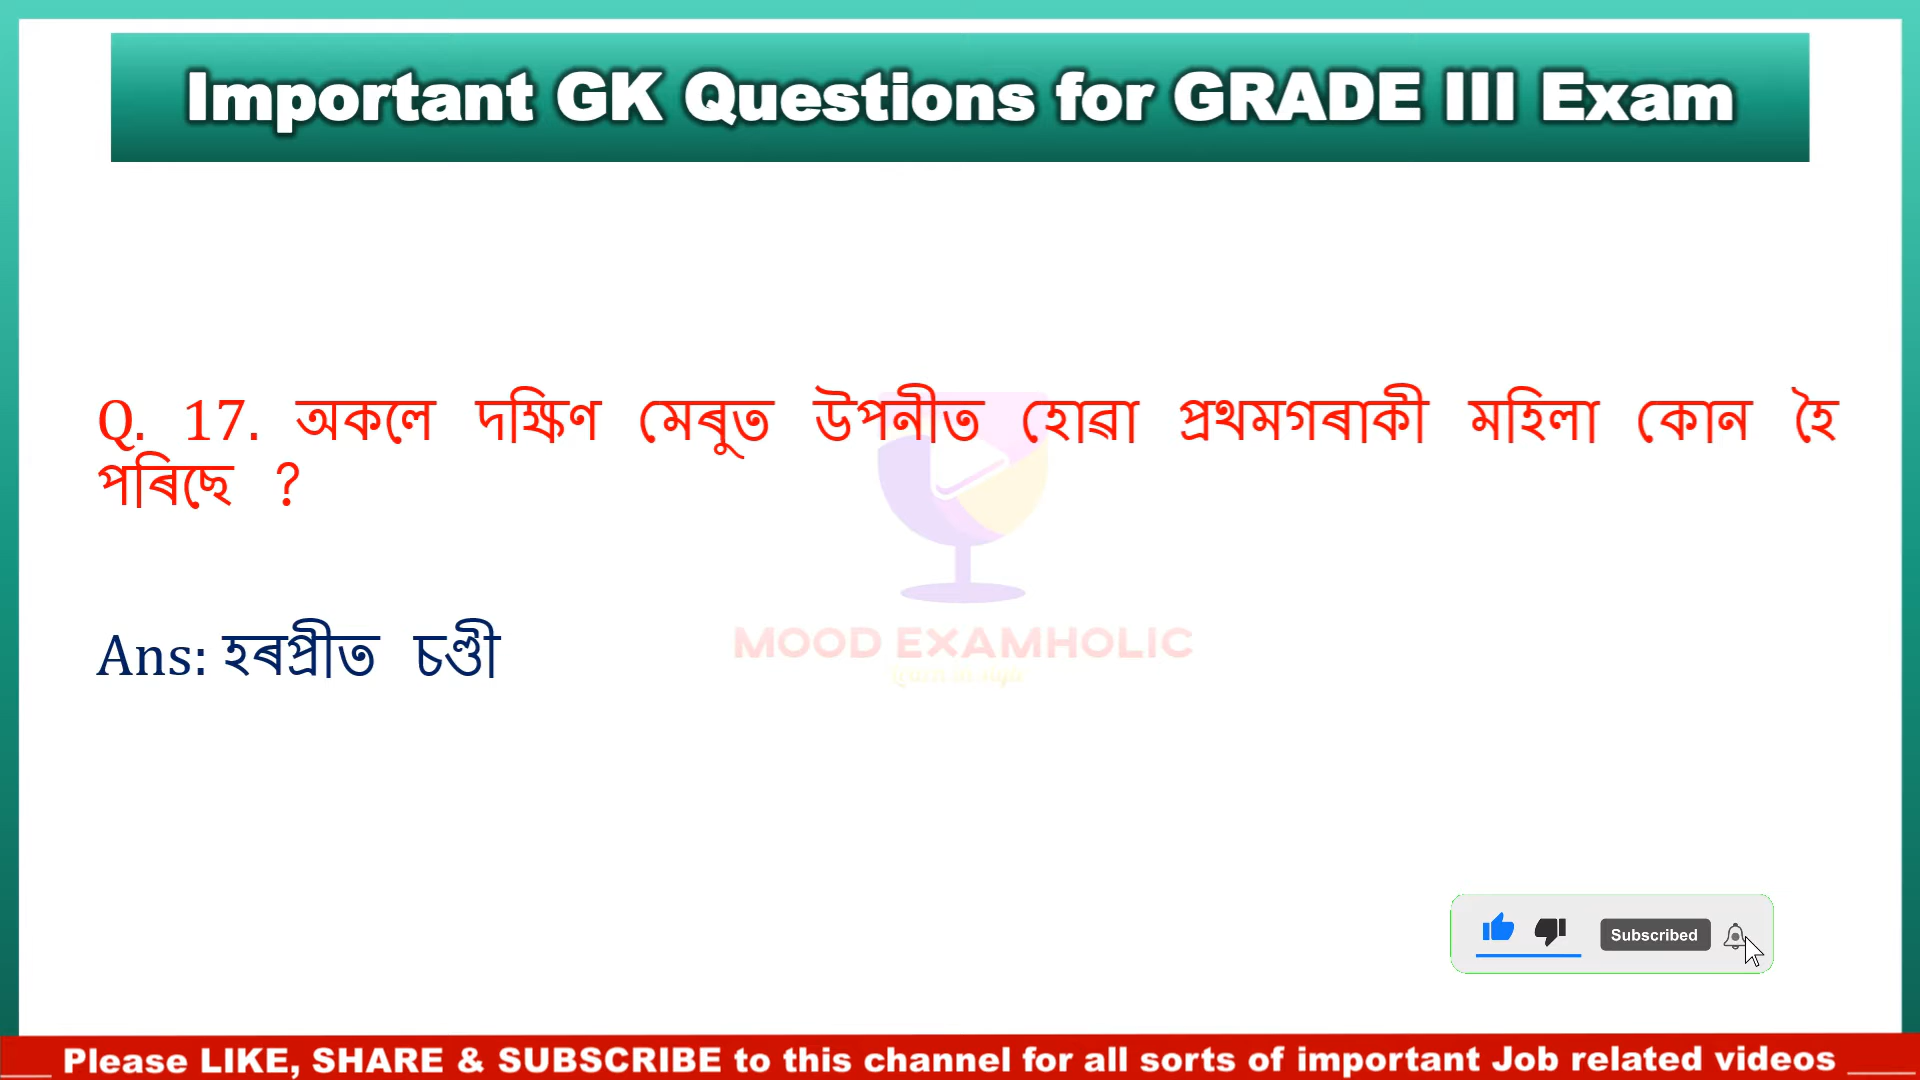 Important GK Questions for GRADE III Exam
Q. 17. অকলে দক্ষিণ মেৰুত উপনীত হোৱা প্ৰথমগৰাকী মহিলা কোন হৈ
পৰিছে ?
Ans: হৰপ্ৰীত চণ্ডী
MOOD EXAMHOLIC
Subscribed
Please LIKE, SHARE & SUBSCRIBE to this channel for all sorts of important Job related videos